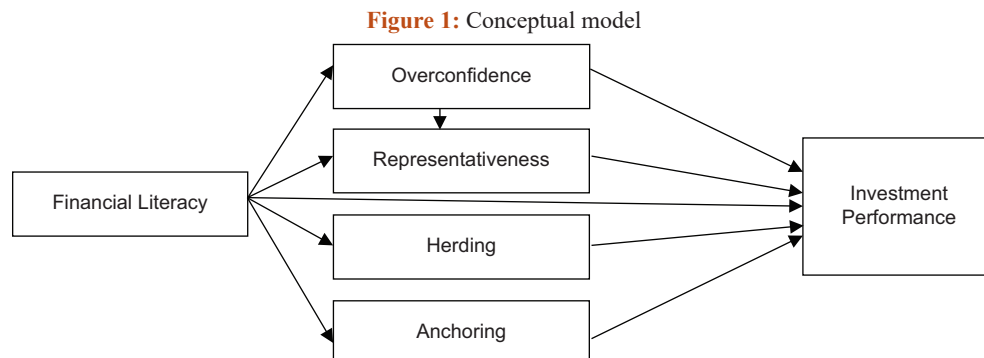 Figure 1: Conceptual model
Overconfidence
Representativeness
Financial Literacy
Investment
Performance
Herding
Anchoring